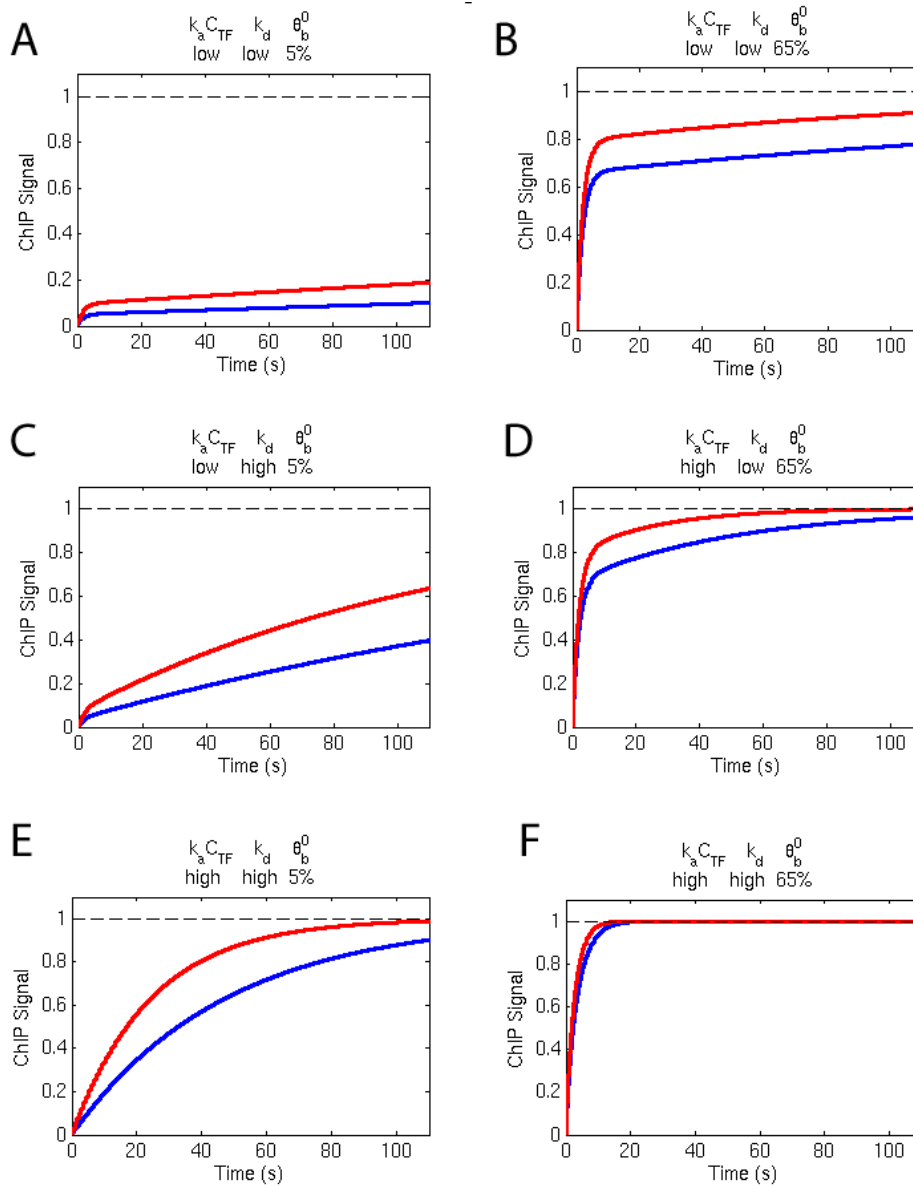 A
k_a C_TF k_d θ_b^0
low low 5%
1
0.8
0.6
0.4
0.2
0
ChIP Signal
0 20 40 60 80 100
Time (s)
B
k_a C_TF k_d θ_b^0
low low 65%
1
0.8
0.6
0.4
0.2
0
ChIP Signal
0 20 40 60 80 100
Time (s)
C
k_a C_TF k_d θ_b^0
low high 5%
1
0.8
0.6
0.4
0.2
0
ChIP Signal
0 20 40 60 80 100
Time (s)
D
k_a C_TF k_d θ_b^0
high low 65%
1
0.8
0.6
0.4
0.2
0
ChIP Signal
0 20 40 60 80 100
Time (s)
E
k_a C_TF k_d θ_b^0
high high 5%
1
0.8
0.6
0.4
0.2
0
ChIP Signal
0 20 40 60 80 100
Time (s)
F
k_a C_TF k_d θ_b^0
high high 65%
1
0.8
0.6
0.4
0.2
0
ChIP Signal
0 20 40 60 80 100
Time (s)